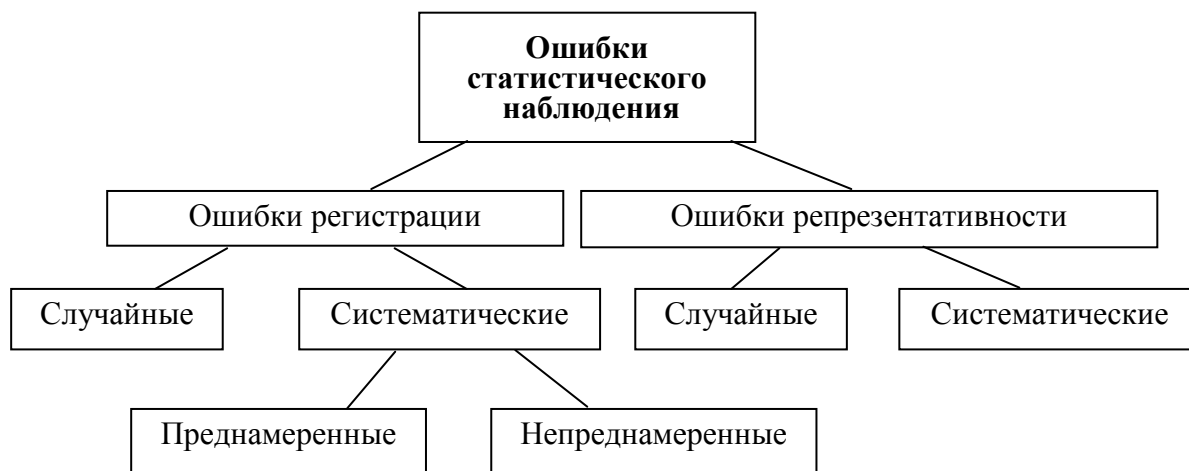 Ошибки
статистического
наблюдения
Ошибки регистрации
Ошибки репрезентативности
Случайные
Систематические
Случайные
Систематические
Преднамеренные
Непреднамеренные